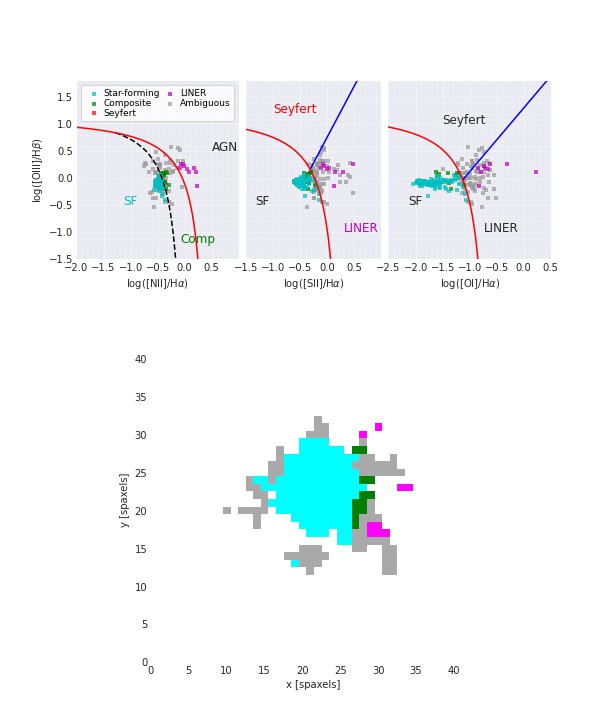 Star-forming LINER
Composite Ambiguous
Seyfert
AGN
SF
Comp
Seyfert
SF
LINER
Seyfert
SF
LINER
1.5
1.0
0.5
0.0
−0.5
−1.0
−1.5
log([OIII]/Hβ)
−2.0 −1.5 −1.0 −0.5 0.0 0.5
−1.5 −1.0 −0.5 0.0 0.5
−2.5 −2.0 −1.5 −1.0 −0.5 0.0 0.5
log([NII]/Hα)
log([SII]/Hα)
log([OI]/Hα)
40
35
30
25
20
15
10
5
0
y [spaxels]
0 5 10 15 20 25 30 35 40
x [spaxels]